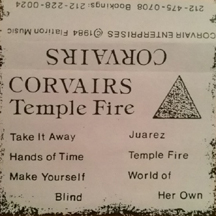 212-475-0708 Bookings: 212-228-0024
CORVAIR ENTERPRISES ©1984 Flatiron Music
CORVAIRS
CORVAIRS
Temple Fire
Take It Away Juarez
Hands of Time Temple Fire
Make Yourself World of
Blind Her Own